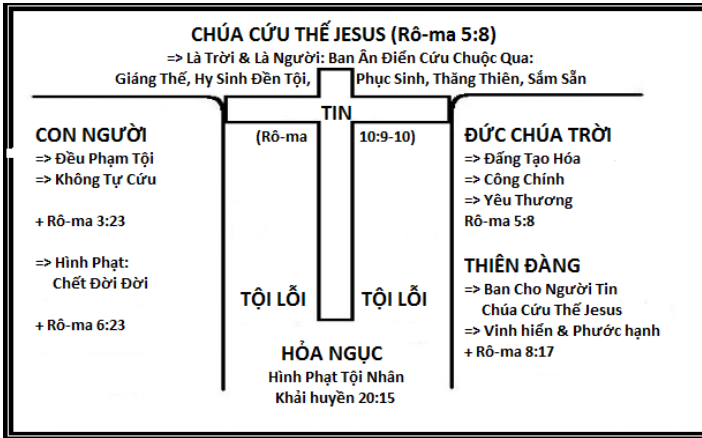 CHÚA CỨU THẾ JESUS (Rô-ma 5:8)
=> Là Trời & Là Người: Ban Ân Điển Cứu Chuộc Qua:
Giáng Thế, Hy Sinh Đền Tội, Phục Sinh, Thăng Thiên, Sắm Sẵn
TIN
(Rô-ma 10:9-10)
CON NGƯỜI
=> Đều Phạm Tội
=> Không Tự Cứu
+ Rô-ma 3:23
=> Hình Phạt:
Chết Đời Đời
+ Rô-ma 6:23
TỘI LỖI TỘI LỖI
HỎA NGỤC
Hình Phạt Tội Nhân
Khải huyền 20:15
ĐỨC CHÚA TRỜI
=> Đấng Tạo Hóa
=> Công Chính
=> Yêu Thương
Rô-ma 5:8
THIÊN ĐÀNG
=> Ban Cho Người Tin
Chúa Cứu Thế Jesus
=> Vinh hiển & Phước hạnh
+ Rô-ma 8:17